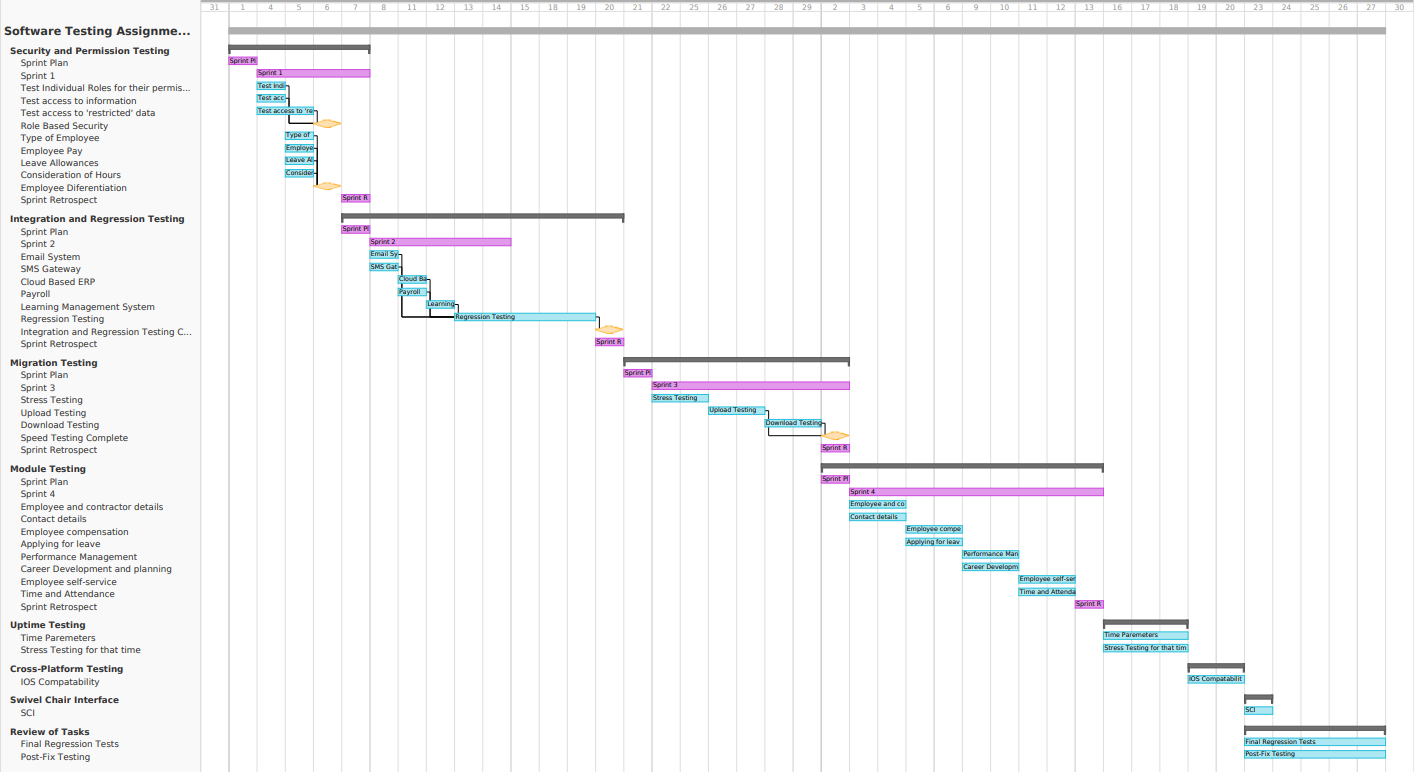 31 1 4 5 6 7 8 11 12 13 14 15 18 19 20 21 22 25 26 27 28 29 2 3 4 5 6 9 10 11 12 13 16 17 18 19 20 23 24 25 26 27 30
Software Testing Assignme...
Security and Permission Testing
Sprint Plan Sprint Pl
Sprint 1 Sprint 1
Test Individual Roles for their permis... Test Indi
Test access to information Test acc
Test access to 'restricted' data Test access to 're
Role Based Security
Type of Employee Type of
Employee Pay Employe
Leave Allowances Leave Al
Consideration of Hours Consider
Employee Diferentiation
Sprint Retrospect Sprint R
Integration and Regression Testing
Sprint Plan Sprint Pl
Sprint 2 Sprint 2
Email System Email Sy
SMS Gateway SMS Gat
Cloud Based ERP Cloud Ba
Payroll Payroll
Learning Management System Learning
Regression Testing Regression Testing
Integration and Regression Testing C...
Sprint Retrospect Sprint R
Migration Testing
Sprint Plan Sprint Pl
Sprint 3 Sprint 3
Stress Testing Stress Testing
Upload Testing Upload Testing
Download Testing Download Testing
Speed Testing Complete
Sprint Retrospect Sprint R
Module Testing
Sprint Plan Sprint Pl
Sprint 4 Sprint 4
Employee and contractor details Employee and co
Contact details Contact details
Employee compensation Employee compe
Applying for leave Applying for leav
Performance Management Performance Man
Career Development and planning Career Developm
Employee self-service Employee self-ser
Time and Attendance Time and Attenda
Sprint Retrospect Sprint R
Uptime Testing
Time Paremeters Time Paremeters
Stress Testing for that time Stress Testing for that tim
Cross-Platform Testing
IOS Compatability IOS Compatabilit
Swivel Chair Interface
SCI SCI
Review of Tasks
Final Regression Tests Final Regression Tests
Post-Fix Testing Post-Fix Testing